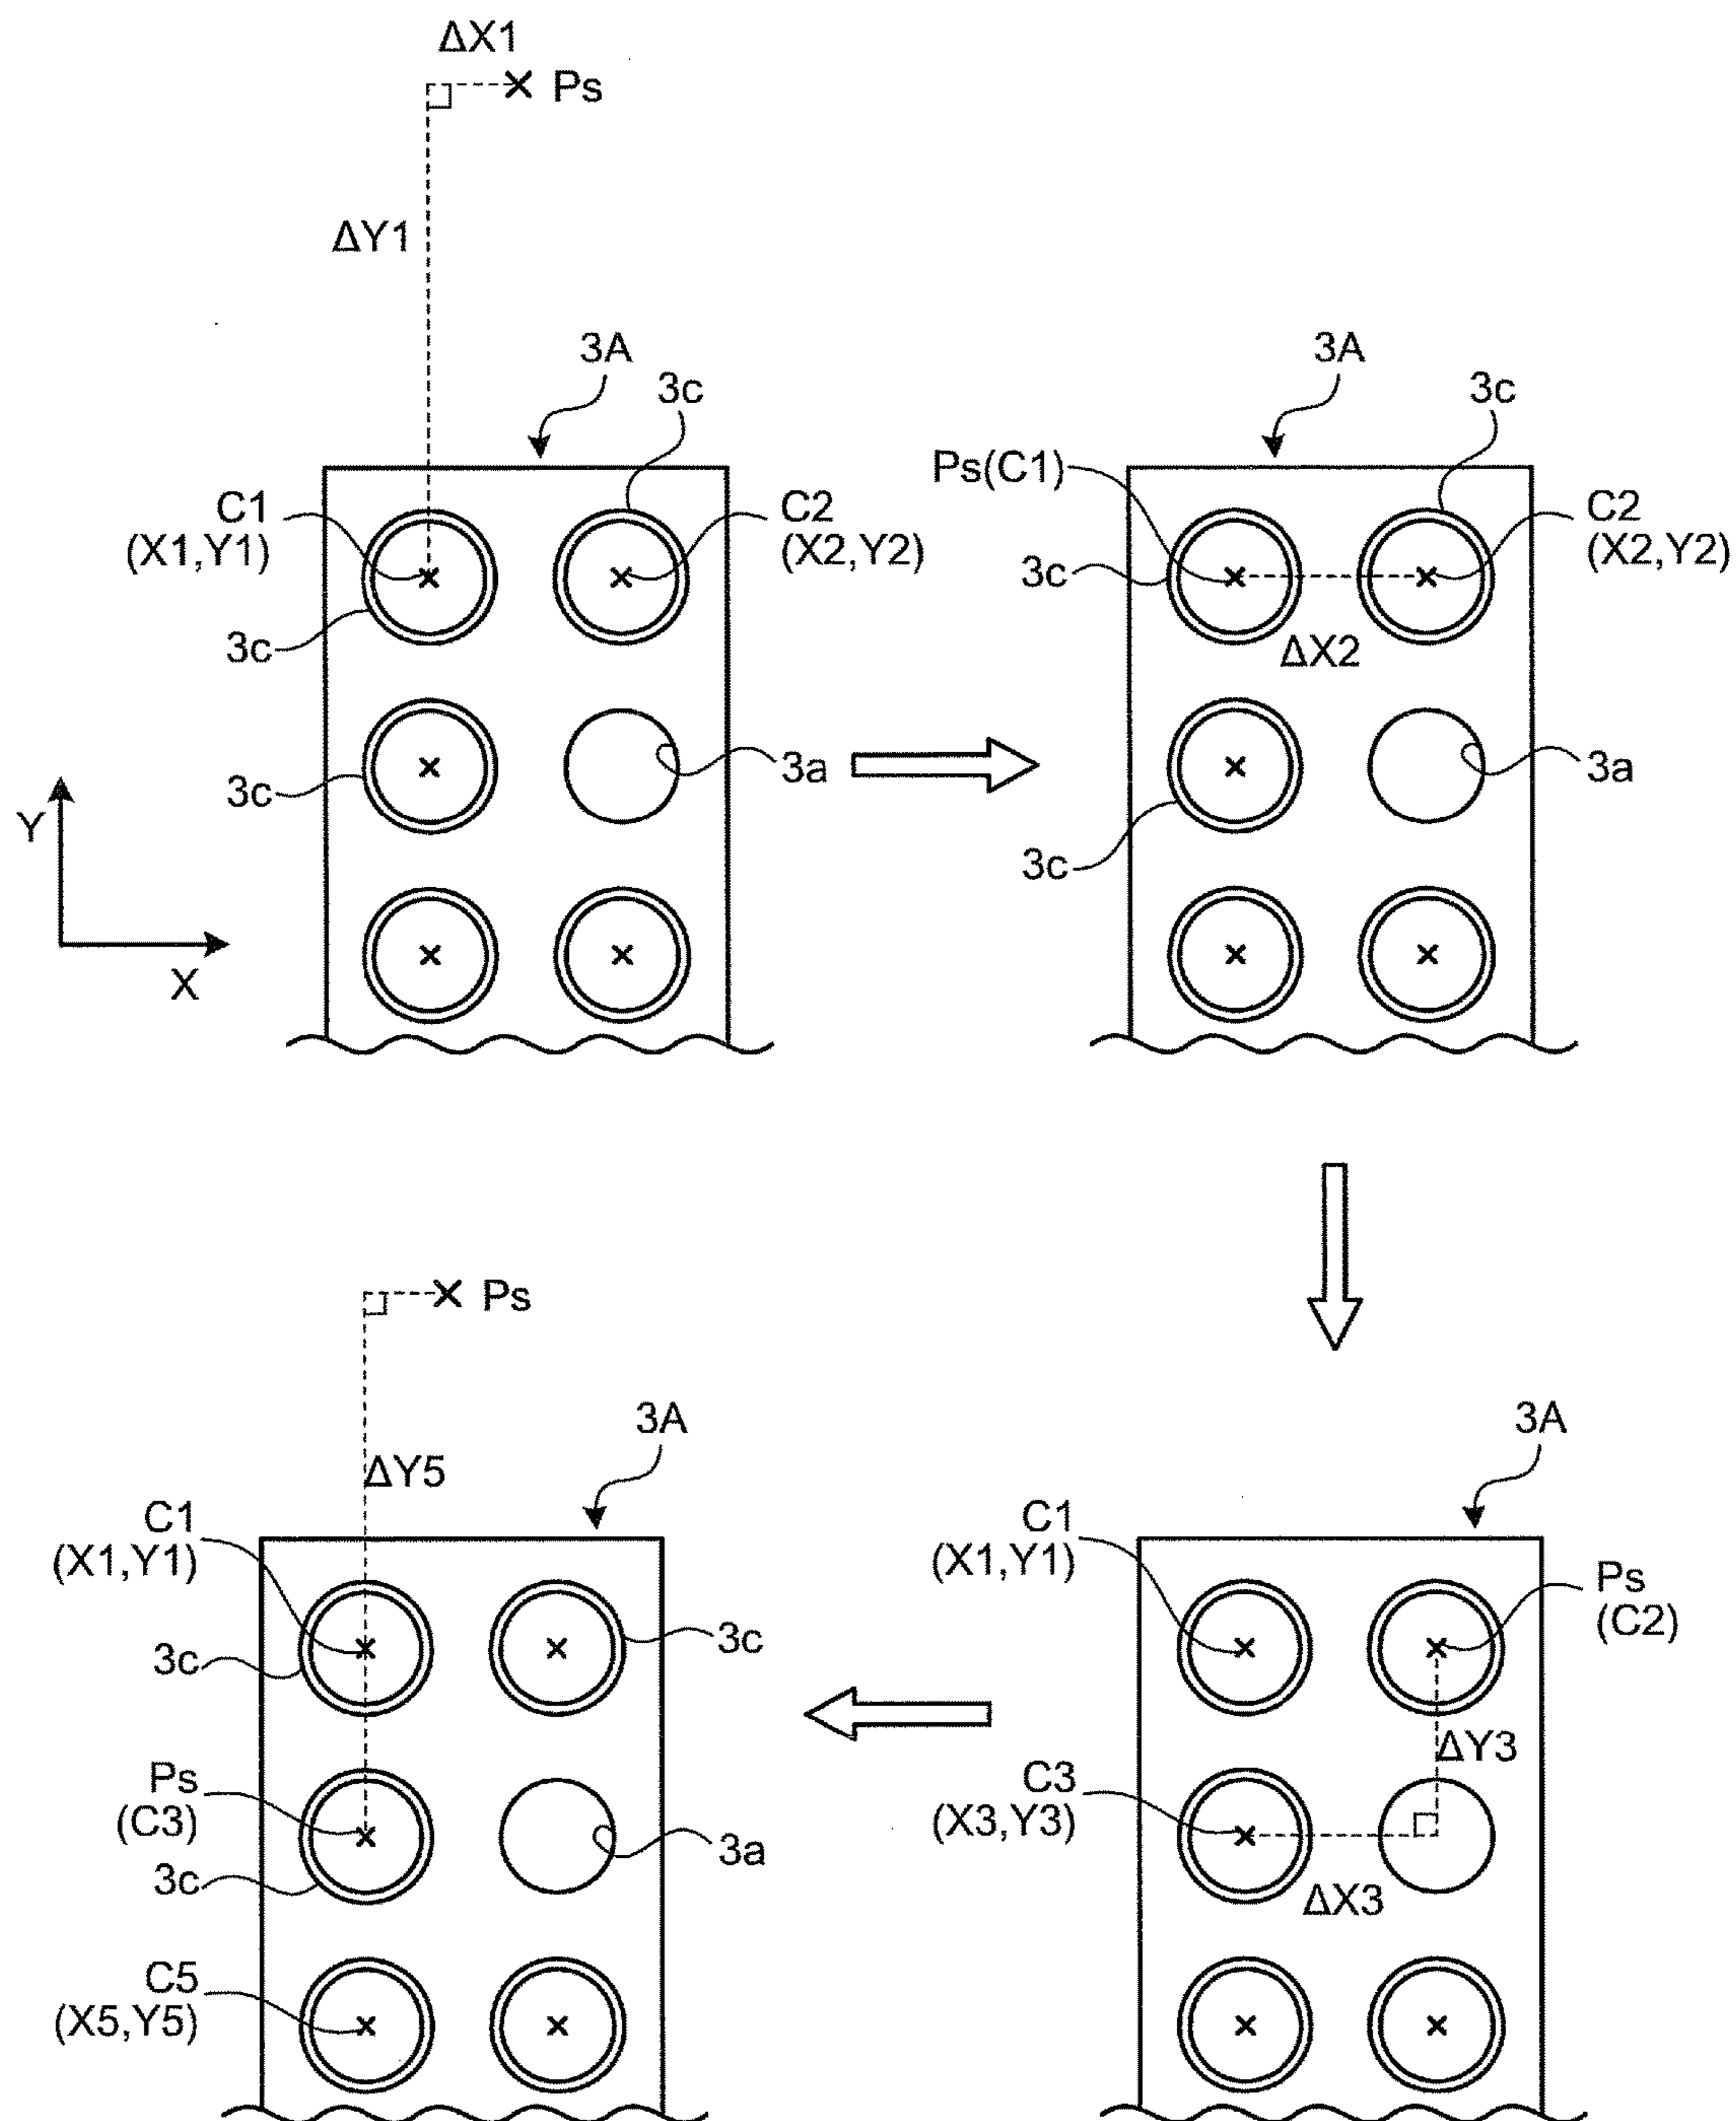 ΔX1
Ps
ΔY1
3A
3c
C1
(X1,Y1)
C2
(X2,Y2)
3c
3c
3a
Y
X
3A
3c
Ps(C1)
C2
(X2,Y2)
3c
ΔX2
3a
3c
Ps
ΔY5
3A
C1
(X1,Y1)
3c
3c
Ps
(C3)
3c
3a
C5
(X5,Y5)
3A
C1
(X1,Y1)
Ps
(C2)
ΔY3
C3
(X3,Y3)
ΔX3